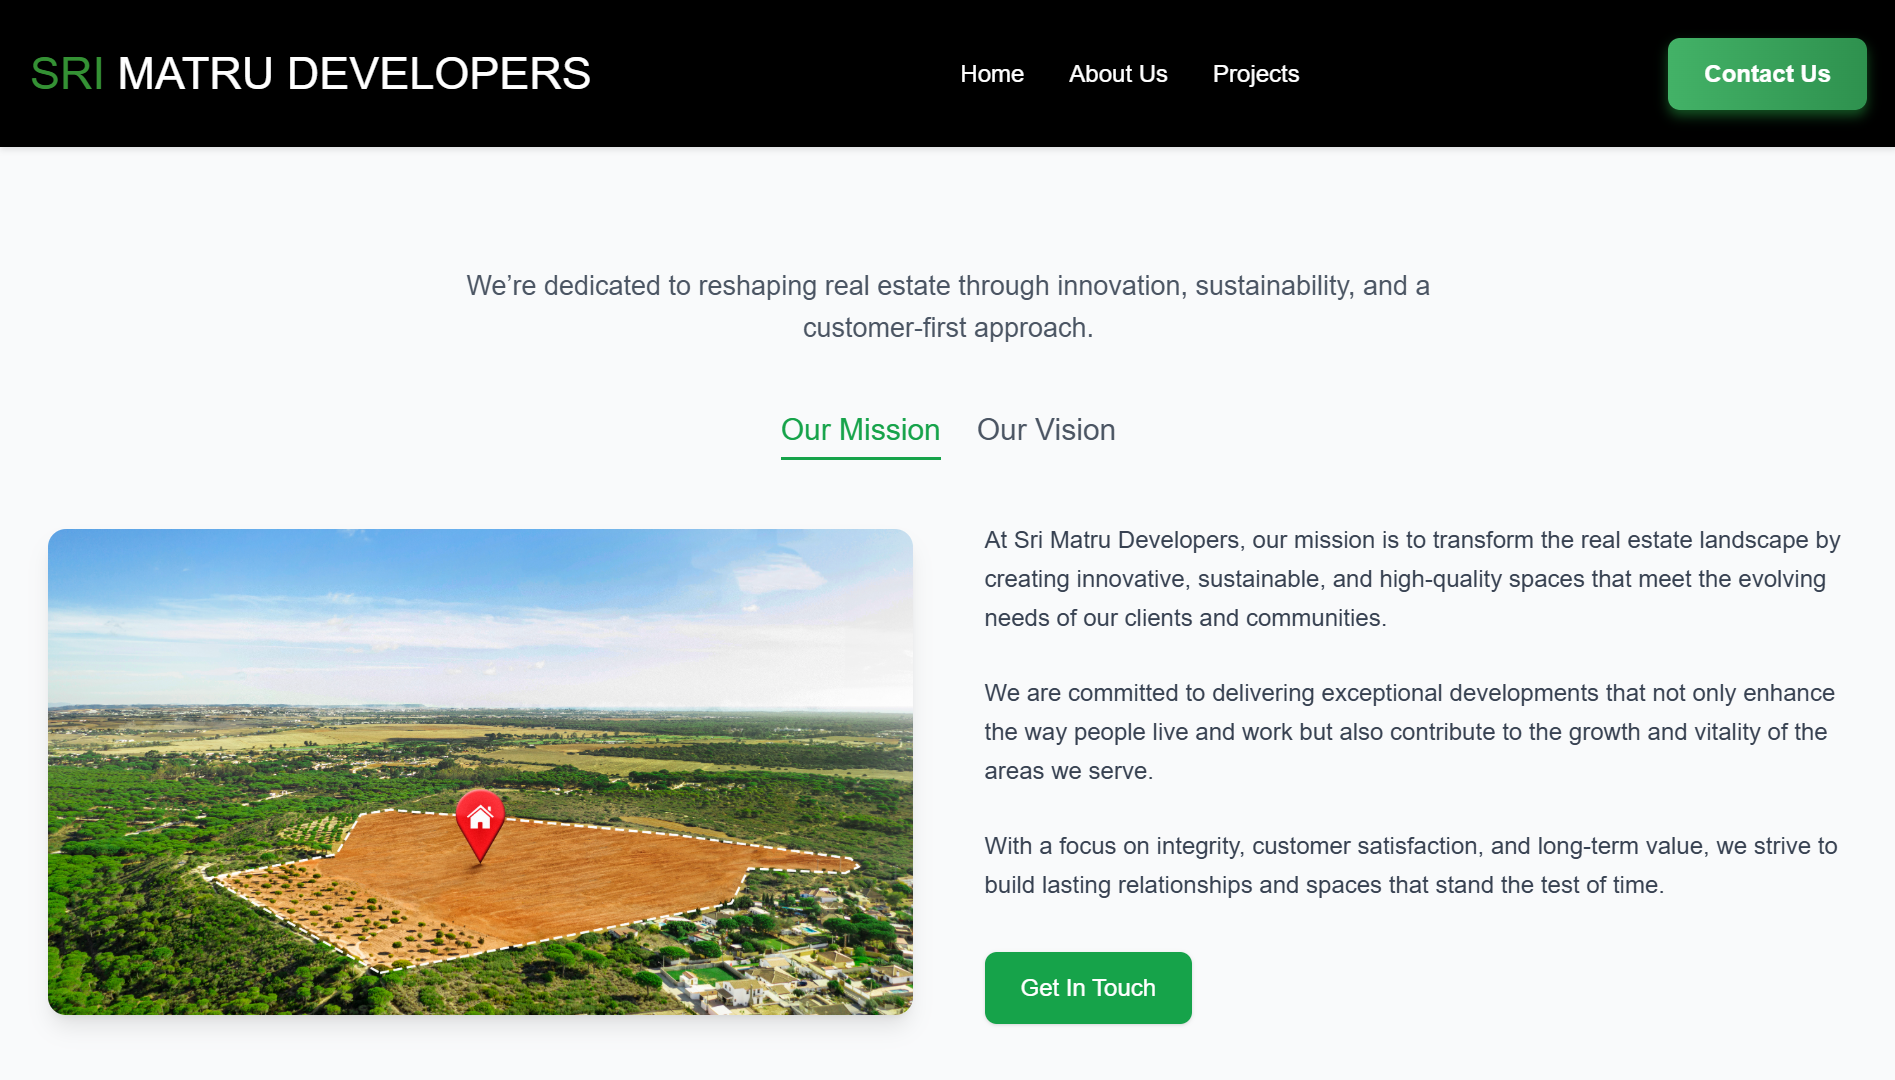 SRI MATRU DEVELOPERS
Home
About Us
Projects
Contact Us
We’re dedicated to reshaping real estate through innovation, sustainability, and a
customer-first approach.
Our Mission
Our Vision
At Sri Matru Developers, our mission is to transform the real estate landscape by
creating innovative, sustainable, and high-quality spaces that meet the evolving
needs of our clients and communities.
We are committed to delivering exceptional developments that not only enhance
the way people live and work but also contribute to the growth and vitality of the
areas we serve.
With a focus on integrity, customer satisfaction, and long-term value, we strive to
build lasting relationships and spaces that stand the test of time.
Get In Touch